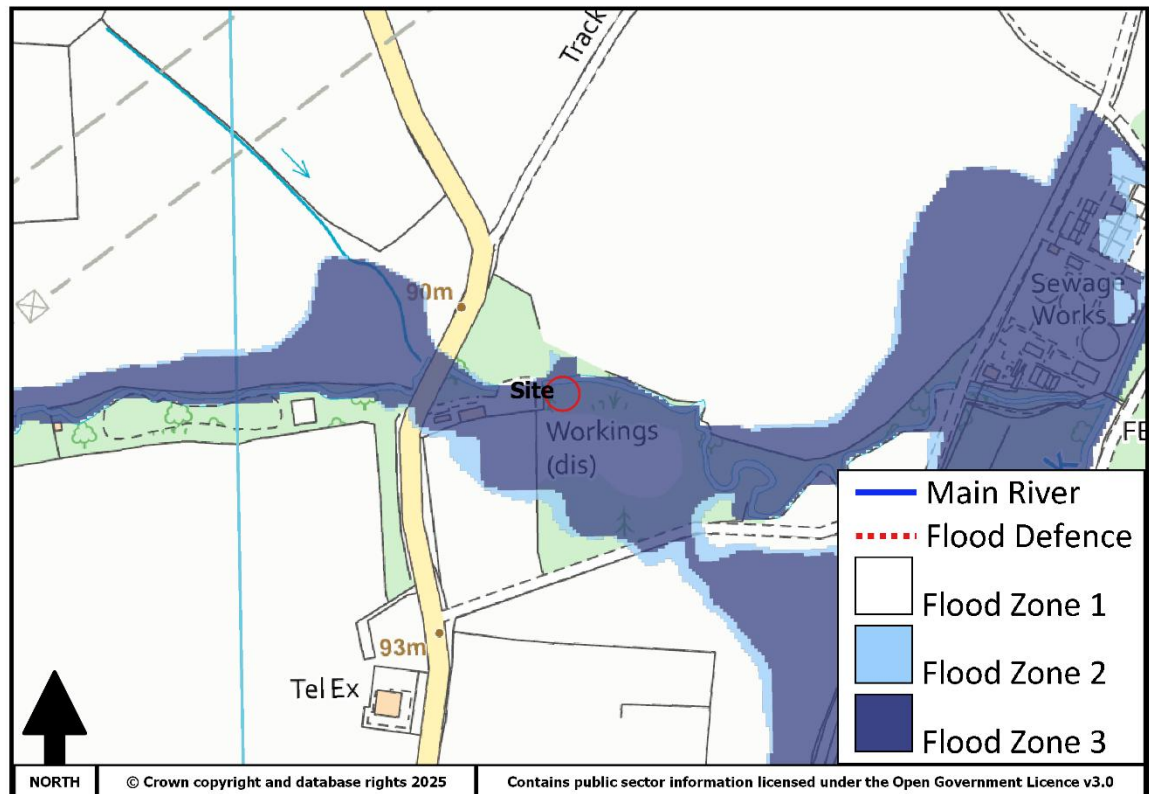 Track
90m
Sewage
Works
Site
Workings
(dis)
FB
93m
Tel Ex
Main River
Flood Defence
Flood Zone 1
Flood Zone 2
Flood Zone 3
NORTH
© Crown copyright and database rights 2025
Contains public sector information licensed under the Open Government Licence v3.0